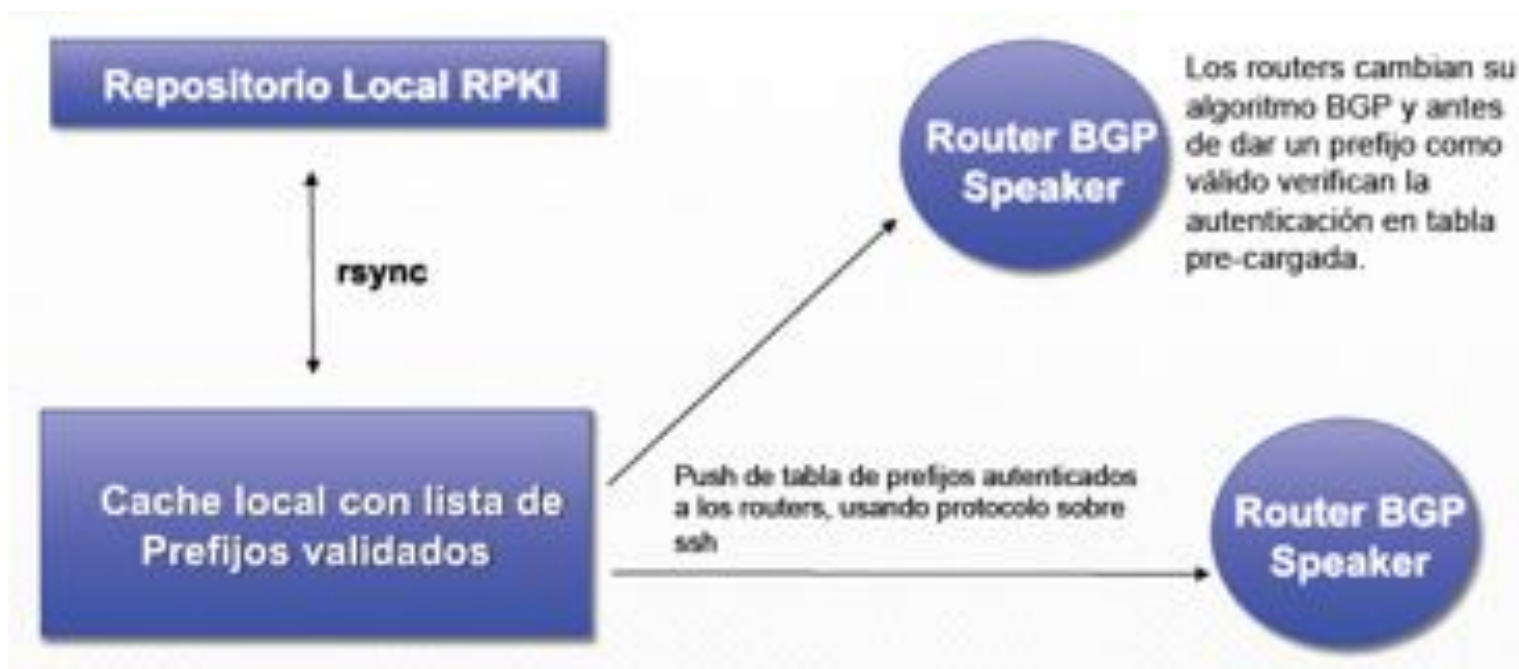 Repositorio Local RPKI
rsync
Cache local con lista de
Prefijos validados
Router BGP
Speaker
Los routers cambian su
algoritmo BGP y antes
de dar un prefijo como
válido verifican la
autenticación en tabla
pre-cargada.
Push de tabla de prefijos autenticados
a los routers, usando protocolo sobre
ssh
Router BGP
Speaker